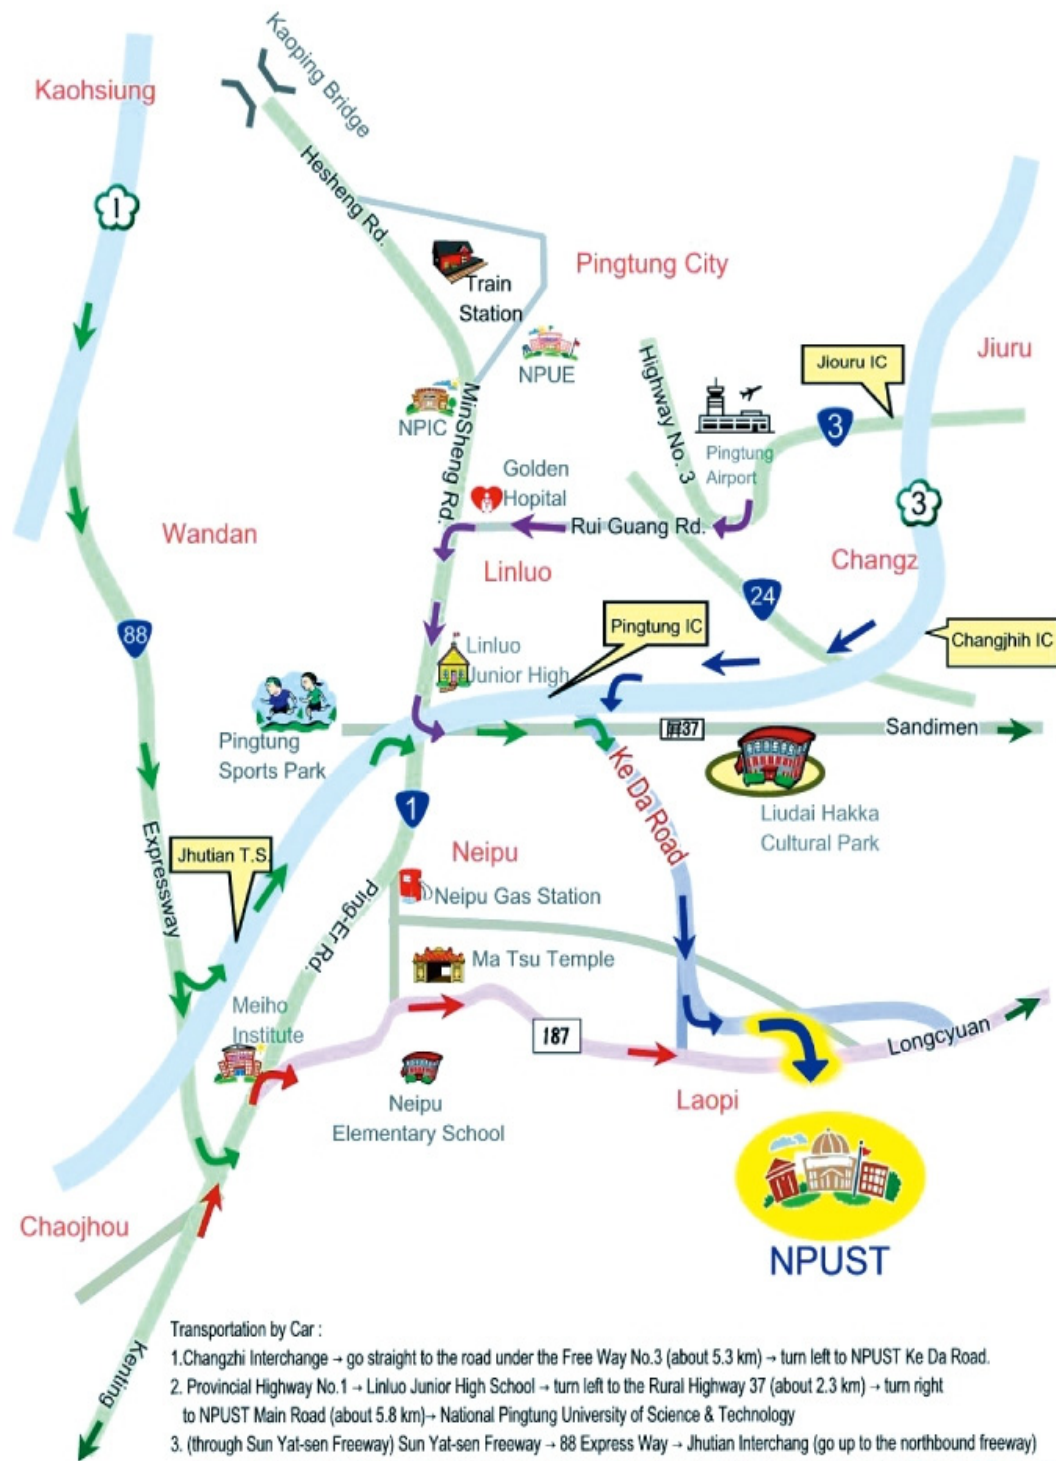 Kaohsiung
Kaoping Bridge
1
Hesheng Rd.
Train
Station
Pingtung City
NPUE
Jiuru
Jiouru IC
3
Highway No. 3
Pingtung
Airport
NPIC
MinSheng Rd.
Golden
Hopital
3
Rui Guang Rd.
Wandan
Linluo
Changz
24
88
Pingtung IC
Changjhih IC
Linluo
Junior High
屏37
Sandimen
Pingtung
Sports Park
Ke Da Road
Liudai Hakka
Cultural Park
1
Expressway
Jhutian T.S.
Neipu
Ping-Er Rd.
Neipu Gas Station
Ma Tsu Temple
Meiho
Institute
187
Longcyuan
Neipu
Elementary School
Laopi
Chaojhou
NPUST
Kenting
Transportation by Car :
1.Changzhi Interchange → go straight to the road under the Free Way No.3 (about 5.3 km) → turn left to NPUST Ke Da Road.
2. Provincial Highway No.1 → Linluo Junior High School → turn left to the Rural Highway 37 (about 2.3 km) → turn right
to NPUST Main Road (about 5.8 km)→ National Pingtung University of Science & Technology
3. (through Sun Yat-sen Freeway) Sun Yat-sen Freeway → 88 Express Way → Jhutian Interchang (go up to the northbound freeway)